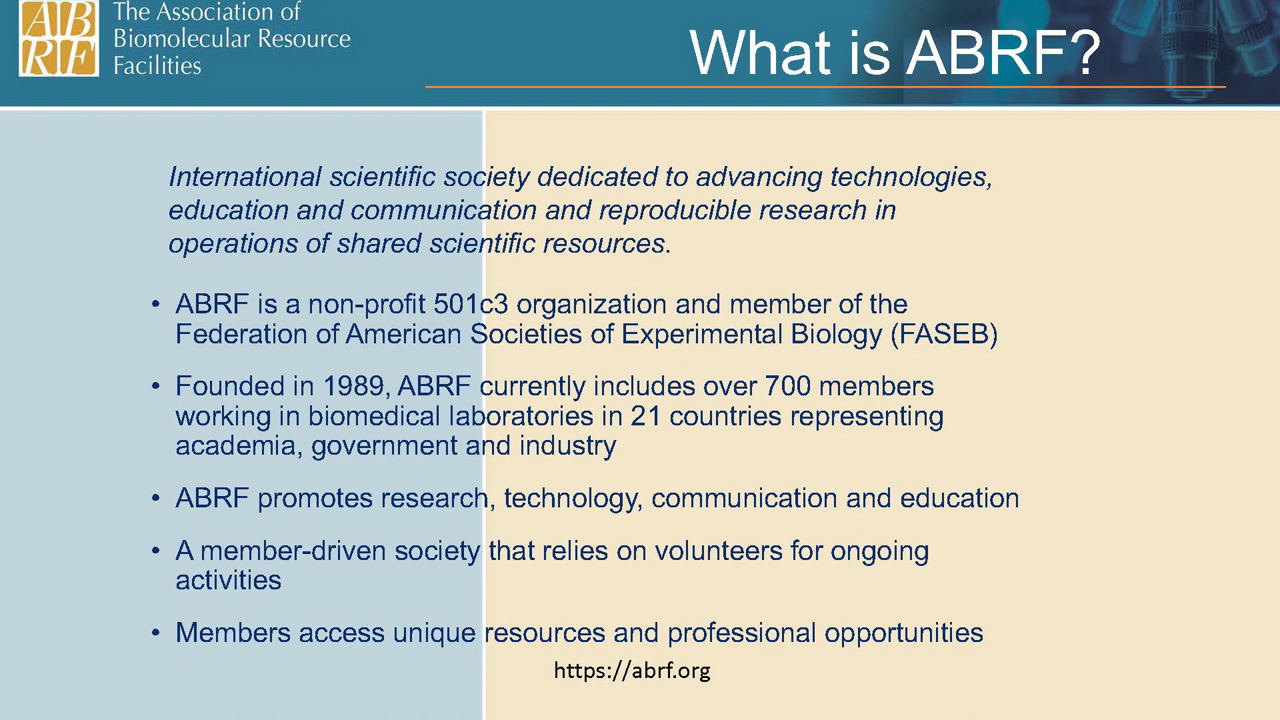 AB
RF
The Association of
Biomolecular Resource
Facilities
What is ABRF?
International scientific society dedicated to advancing technologies,
education and communication and reproducible research in
operations of shared scientific resources.
• ABRF is a non-profit 501c3 organization and member of the
Federation of American Societies of Experimental Biology (FASEB)
• Founded in 1989, ABRF currently includes over 700 members
working in biomedical laboratories in 21 countries representing
academia, government and industry
• ABRF promotes research, technology, communication and education
• A member-driven society that relies on volunteers for ongoing
activities
• Members access unique resources and professional opportunities
https://abrf.org